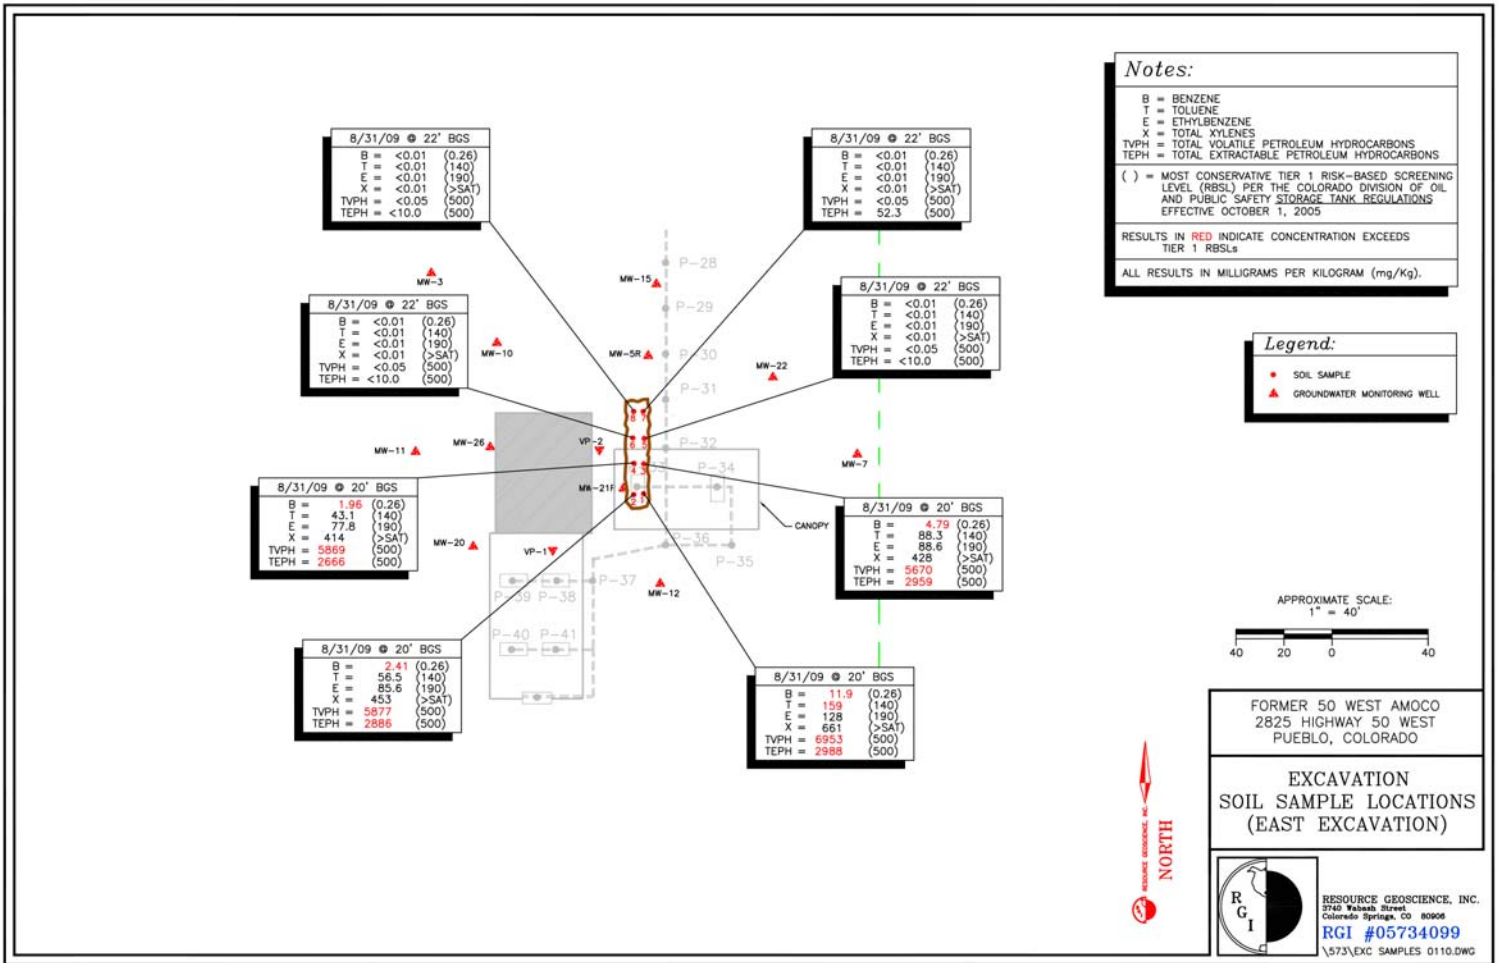 8/31/09 @ 22' BGS
B = <0.01 (0.26)
T = <0.01 (140)
E = <0.01 (190)
X = <0.01 (>SAT)
TVPH = <0.05 (500)
TEPH = <10.0 (500)
8/31/09 @ 22' BGS
B = <0.01 (0.26)
T = <0.01 (140)
E = <0.01 (190)
X = <0.01 (>SAT)
TVPH = <0.05 (500)
TEPH = 52.3 (500)
8/31/09 @ 22' BGS
B = <0.01 (0.26)
T = <0.01 (140)
E = <0.01 (190)
X = <0.01 (>SAT)
TVPH = <0.05 (500)
TEPH = <10.0 (500)
8/31/09 @ 22' BGS
B = <0.01 (0.26)
T = <0.01 (140)
E = <0.01 (190)
X = <0.01 (>SAT)
TVPH = <0.05 (500)
TEPH = <10.0 (500)
8/31/09 @ 20' BGS
B = 1.96 (0.26)
T = 43.1 (140)
E = 77.8 (190)
X = 414 (>SAT)
TVPH = 5869 (500)
TEPH = 2666 (500)
8/31/09 @ 20' BGS
B = 4.79 (0.26)
T = 88.3 (140)
E = 88.6 (190)
X = 428 (>SAT)
TVPH = 5670 (500)
TEPH = 2959 (500)
8/31/09 @ 20' BGS
B = 2.41 (0.26)
T = 56.5 (140)
E = 85.6 (190)
X = 453 (>SAT)
TVPH = 5877 (500)
TEPH = 2886 (500)
8/31/09 @ 20' BGS
B = 11.9 (0.26)
T = 159 (140)
E = 128 (190)
X = 661 (>SAT)
TVPH = 6953 (500)
TEPH = 2988 (500)
MW-3
MW-15
P-28
P-29
MW-10
MW-5R
P-30
MW-22
P-31
8 7
6 5
4 3
2 1
MW-11
MW-26
VP-2
P-32
MW-7
P-34
CANOPY
MW-20
VP-1
P-36
P-35
P-37
MW-12
P-39 P-38
P-40 P-41
Notes:
B = BENZENE
T = TOLUENE
E = ETHYLBENZENE
X = TOTAL XYLENES
TVPH = TOTAL VOLATILE PETROLEUM HYDROCARBONS
TEPH = TOTAL EXTRACTABLE PETROLEUM HYDROCARBONS
( ) = MOST CONSERVATIVE TIER 1 RISK-BASED SCREENING
LEVEL (RBSL) PER THE COLORADO DIVISION OF OIL
AND PUBLIC SAFETY STORAGE TANK REGULATIONS
EFFECTIVE OCTOBER 1, 2005
RESULTS IN RED INDICATE CONCENTRATION EXCEEDS
TIER 1 RBSLs
ALL RESULTS IN MILLIGRAMS PER KILOGRAM (mg/Kg).
Legend:
SOIL SAMPLE
GROUNDWATER MONITORING WELL
APPROXIMATE SCALE:
1" = 40'
40 20 0 40
RESOURCE GEOSCIENCE, INC.
NORTH
FORMER 50 WEST AMOCO
2825 HIGHWAY 50 WEST
PUEBLO, COLORADO
EXCAVATION
SOIL SAMPLE LOCATIONS
(EAST EXCAVATION)
R
G
I
RESOURCE GEOSCIENCE, INC.
3740 Wabash Street
Colorado Springs, CO 80906
RGI #05734099
\573\EXC SAMPLES 0110.DWG